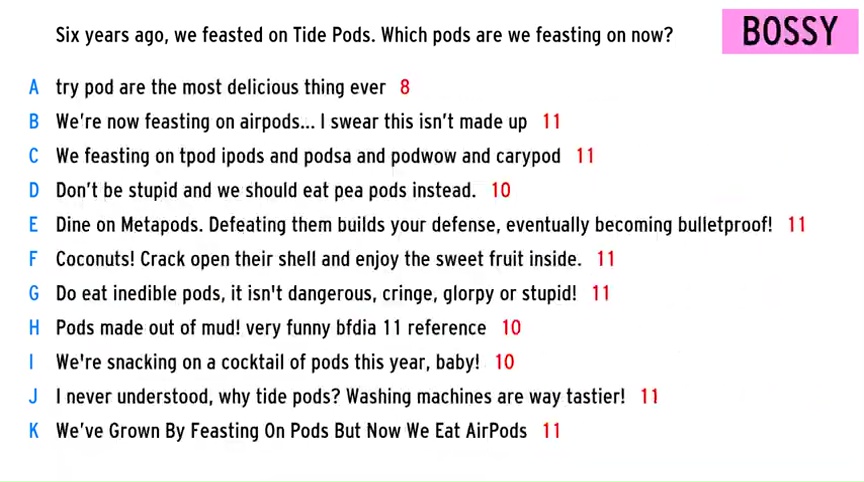 Six years ago, we feasted on Tide Pods. Which pods are we feasting on now?
BOSSY
A try pod are the most delicious thing ever 8
B We're now feasting on airpods... I swear this isn't made up 11
C We feasting on tpod ipods and podsa and podwow and carypod 11
D Don't be stupid and we should eat pea pods instead. 10
E Dine on Metapods. Defeating them builds your defense, eventually becoming bulletproof! 11
F Coconuts! Crack open their shell and enjoy the sweet fruit inside. 11
G Do eat inedible pods, it isn't dangerous, cringe, glorpy or stupid! 11
H Pods made out of mud! very funny bfdia 11 reference 10
I We're snacking on a cocktail of pods this year, baby! 10
J I never understood, why tide pods? Washing machines are way tastier! 11
K We've Grown By Feasting On Pods But Now We Eat AirPods 11